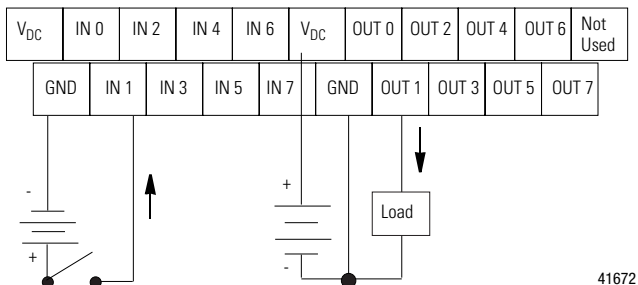 V_DC IN 0 IN 2 IN 4 IN 6 V_DC OUT 0 OUT 2 OUT 4 OUT 6 Not Used
GND IN 1 IN 3 IN 5 IN 7 GND OUT 1 OUT 3 OUT 5 OUT 7
- +
Load
+ -
41672